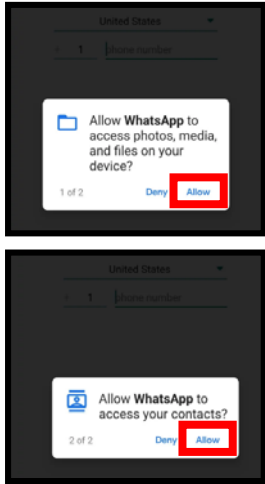 United States
+ 1 phone number
Allow WhatsApp to
access photos, media,
and files on your
device?
1 of 2 Deny Allow
United States
+ 1 phone number
Allow WhatsApp to
access your contacts?
2 of 2 Deny Allow